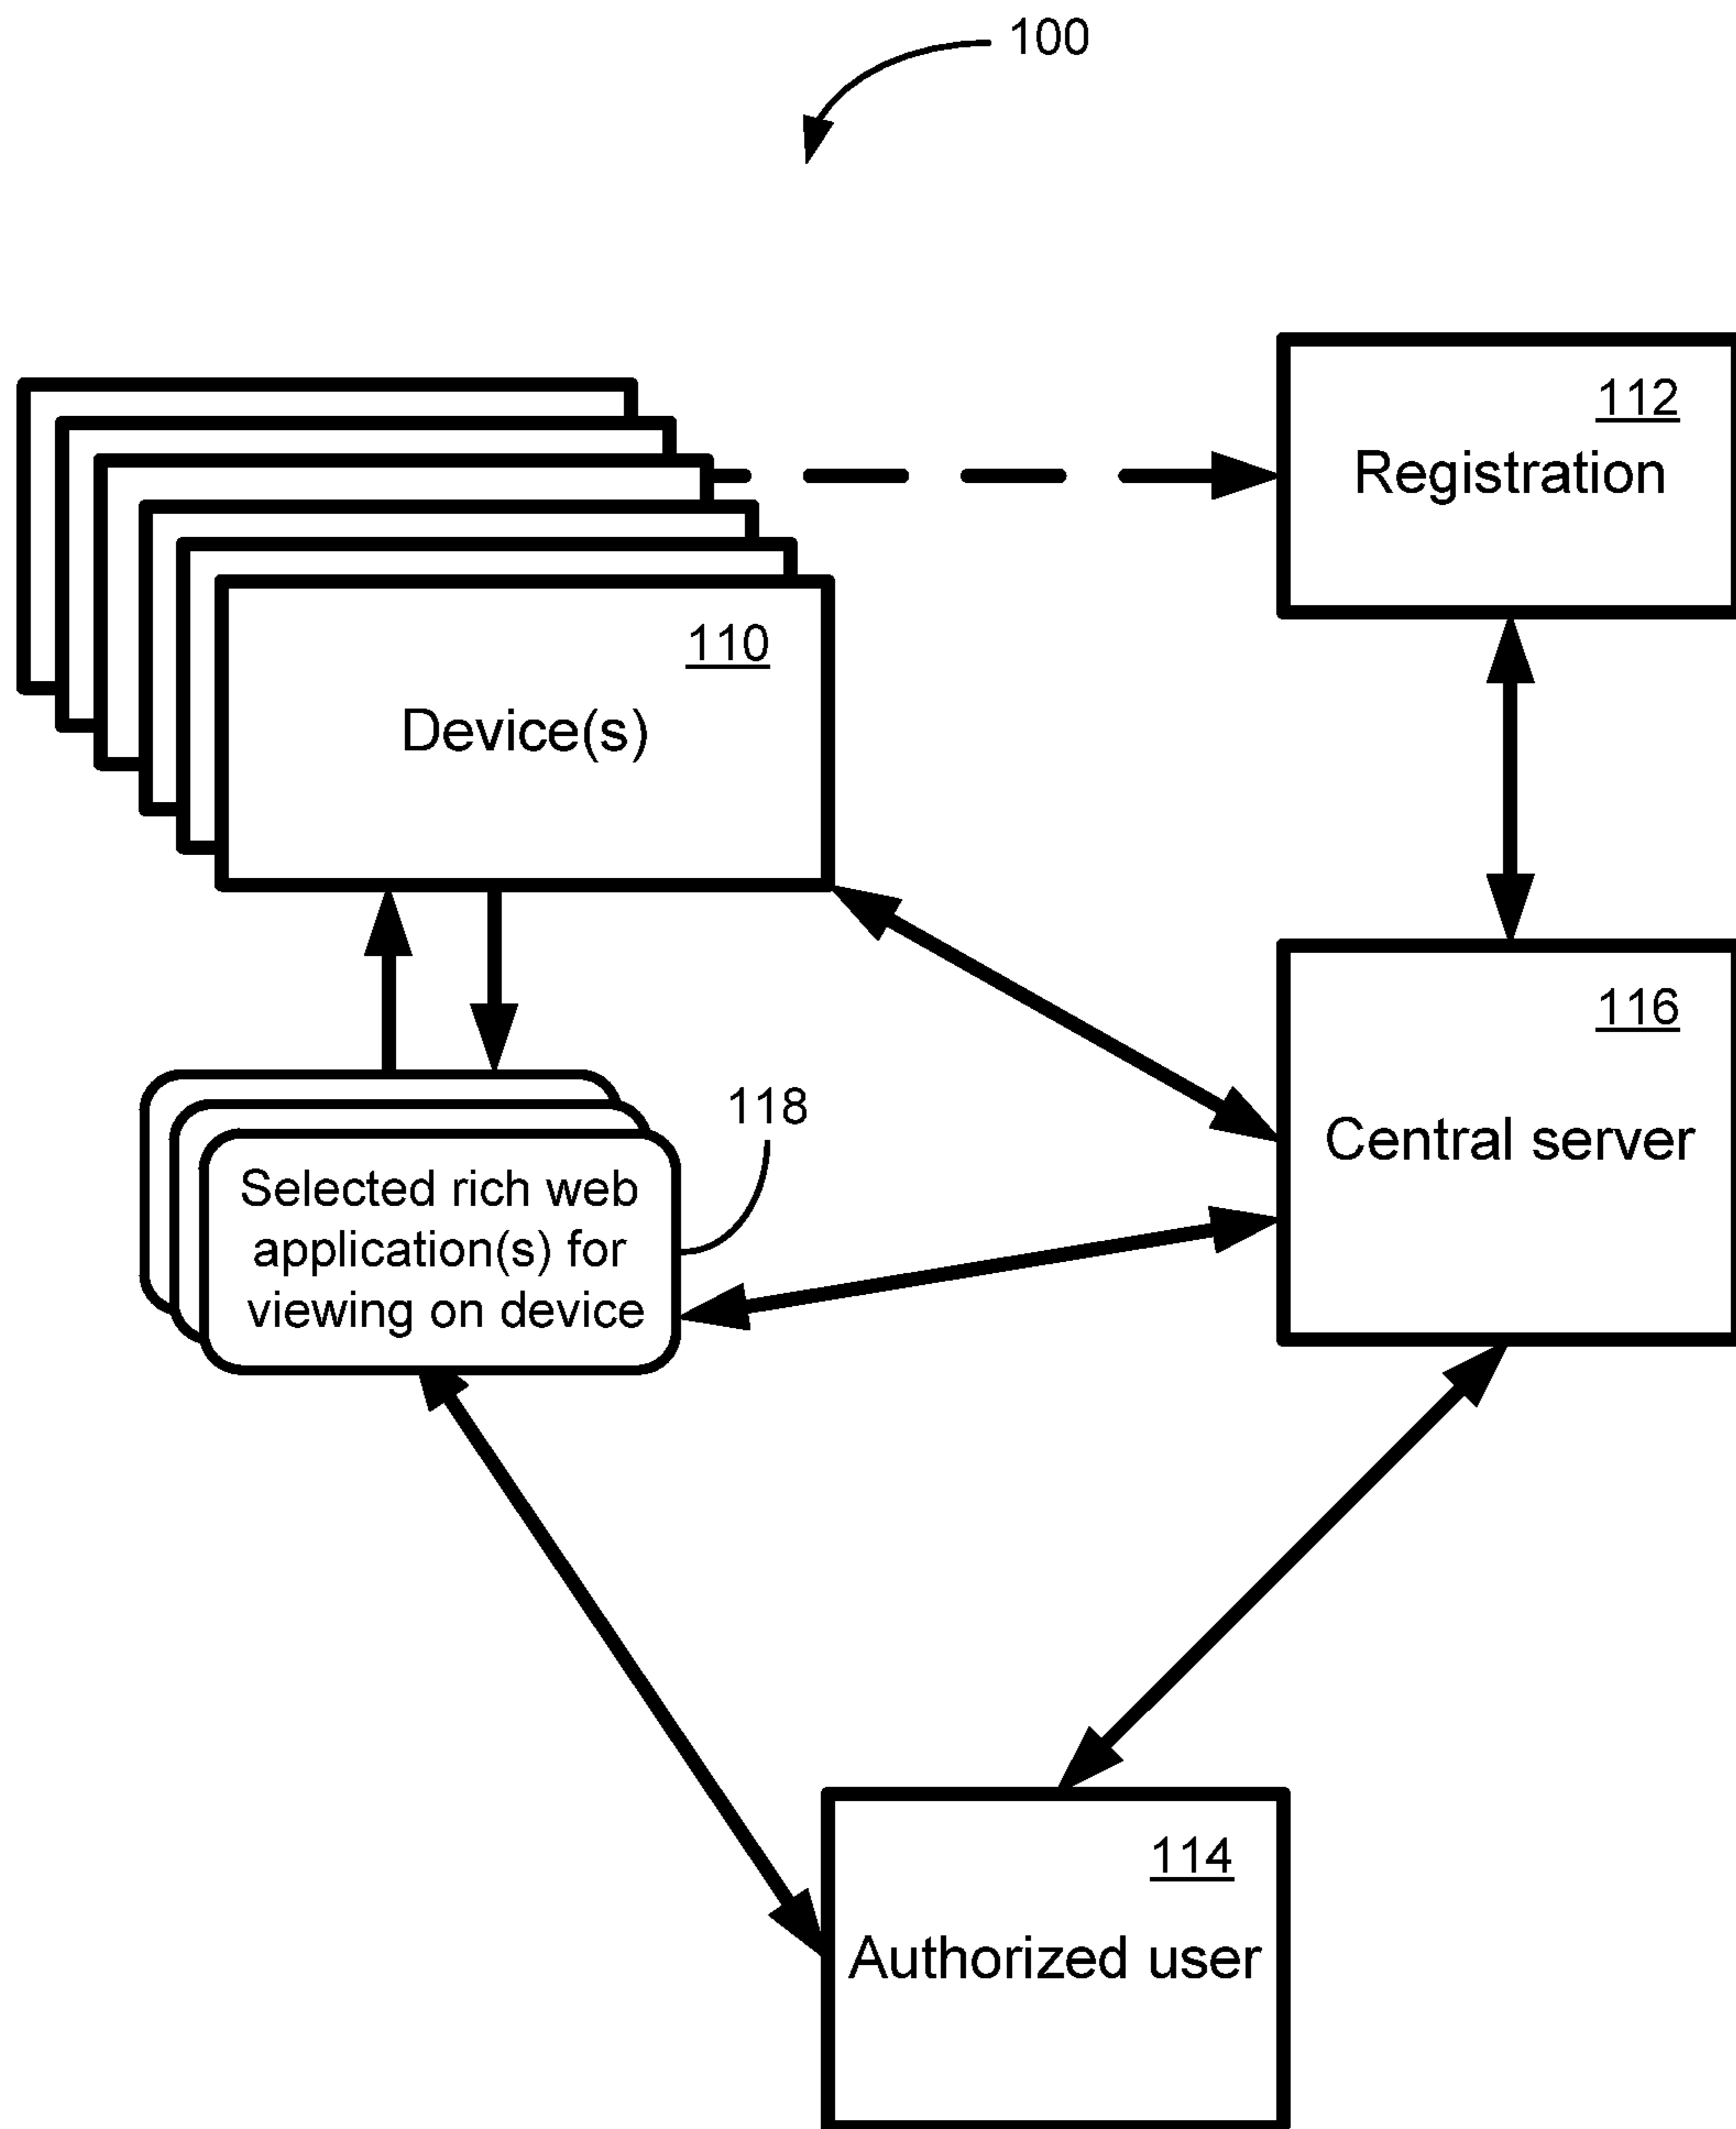 100
112
Registration
110
Device(s)
116
Central server
118
Selected rich web
application(s) for
viewing on device
114
Authorized user